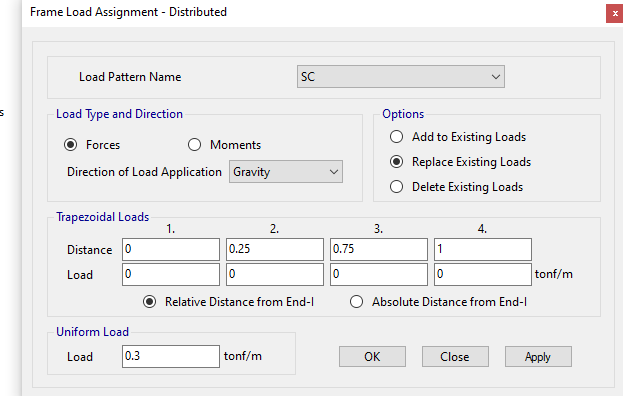 Frame Load Assignment - Distributed
x
Load Pattern Name SC
s
Load Type and Direction
Forces Moments
Direction of Load Application Gravity
Options
Add to Existing Loads
Replace Existing Loads
Delete Existing Loads
Trapezoidal Loads
1. 2. 3. 4.
Distance 0 0.25 0.75 1
Load 0 0 0 0 tonf/m
Relative Distance from End-I Absolute Distance from End-I
Uniform Load
Load 0.3 tonf/m
OK Close Apply